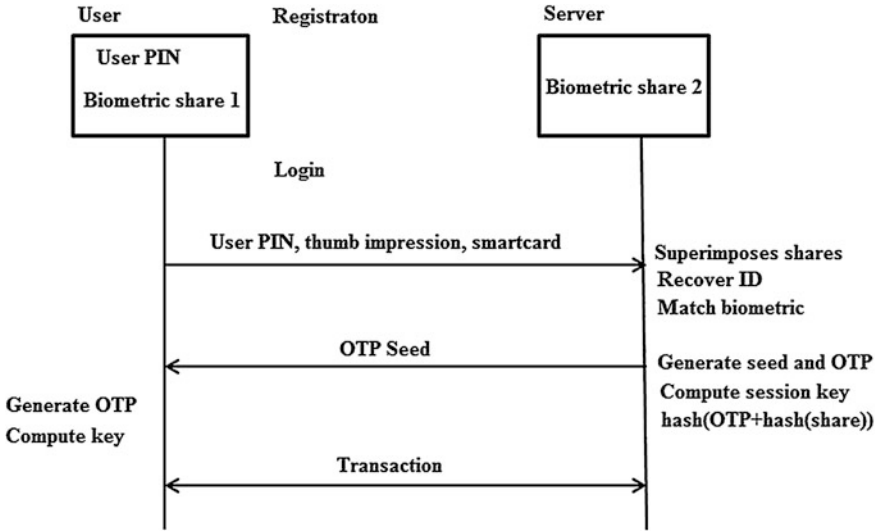 User
Registraton
Server
User PIN
Biometric share 1
Biometric share 2
Login
User PIN, thumb impression, smartcard
Superimposes shares
Recover ID
Match biometric
OTP Seed
Generate seed and OTP
Compute session key
hash(OTP+hash(share))
Generate OTP
Compute key
Transaction